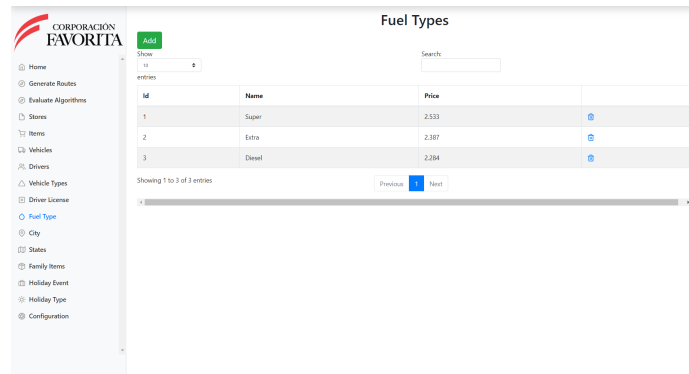 CORPORACIÓN
FAVORITA
Home
Generate Routes
Evaluate Algorithms
Stores
Items
Vehicles
Drivers
Vehicle Types
Driver License
Fuel Type
City
States
Family Items
Holiday Event
Holiday Type
Configuration
Fuel Types
Add
Show
10
entries
Search:
Id Name Price
1 Super 2.533
2 Extra 2.387
3 Diesel 2.284
Showing 1 to 3 of 3 entries
Previous 1 Next